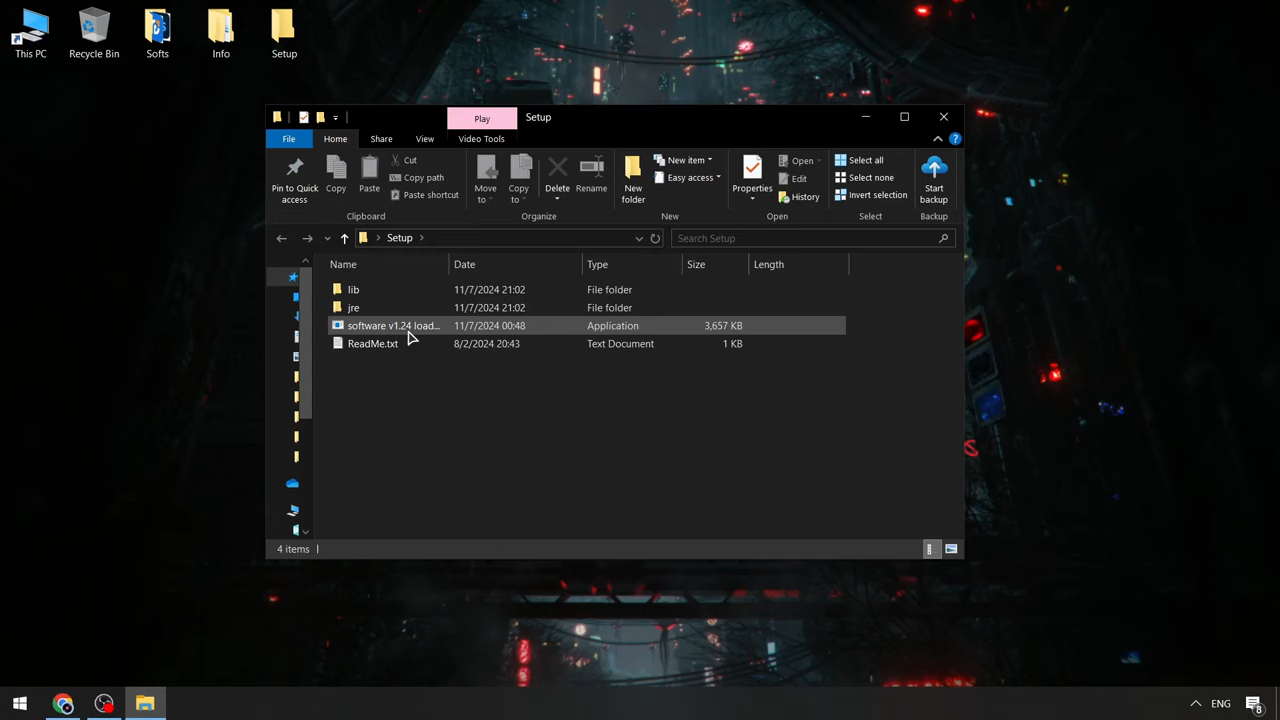 This PC Recycle Bin Softs Info Setup
Play Setup
File Home Share View Video Tools
Pin to Quick access
Copy
Paste
Cut
Copy path
Paste shortcut
Clipboard
Move to
Copy to
Delete
Rename
Organize
New folder
New item
Easy access
New
Properties
Open
Edit
History
Open
Select all
Select none
Invert selection
Select
Start backup
Backup
Setup
Search Setup
Name Date Type Size Length
lib 11/7/2024 21:02 File folder
jre 11/7/2024 21:02 File folder
software v1.24 load... 11/7/2024 00:48 Application 3,657 KB
ReadMe.txt 8/2/2024 20:43 Text Document 1 KB
4 items
ENG 8